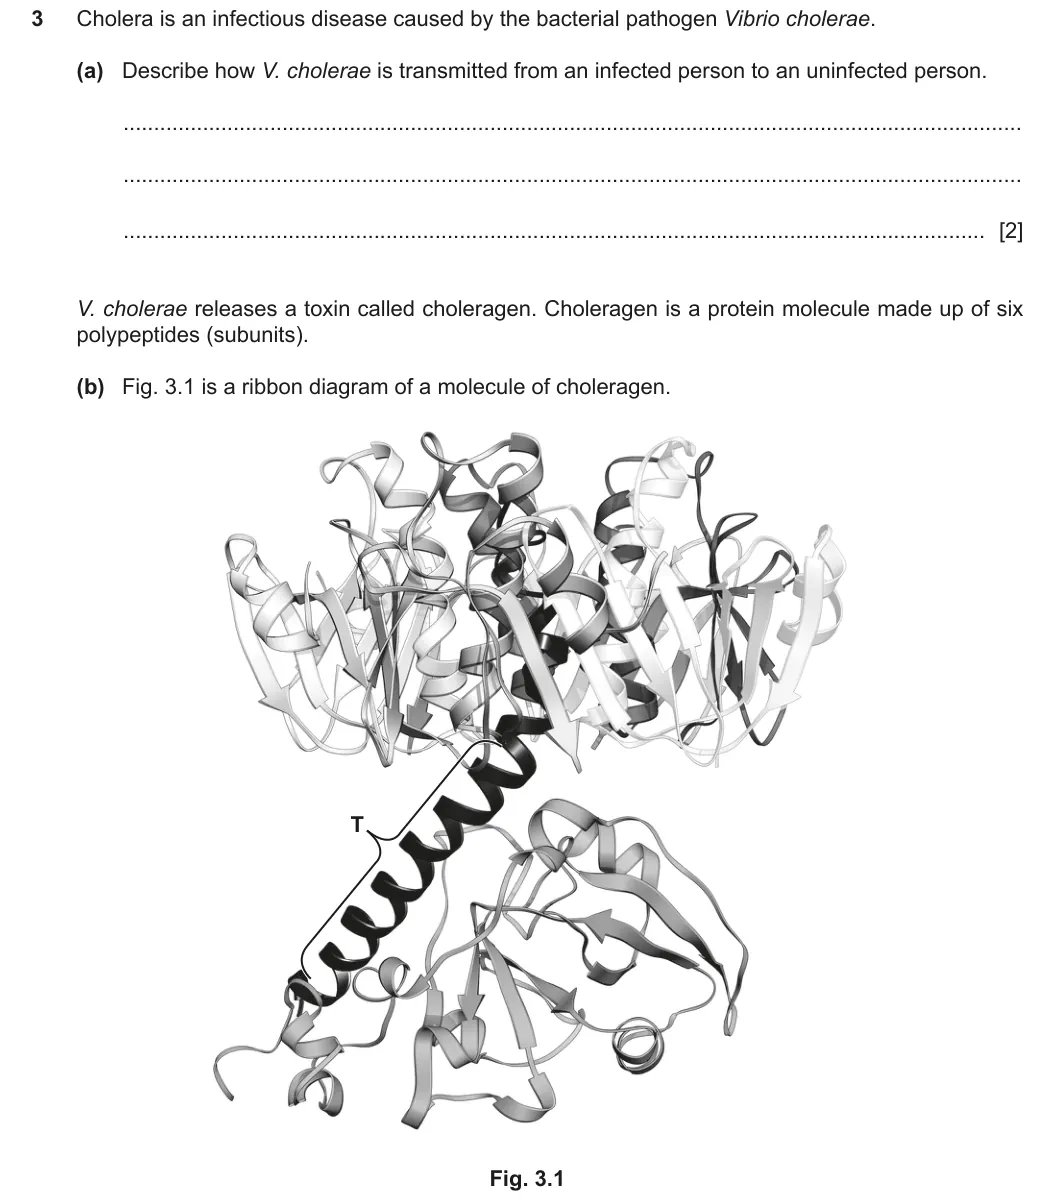 3 Cholera is an infectious disease caused by the bacterial pathogen Vibrio cholerae.
(a) Describe how V. cholerae is transmitted from an infected person to an uninfected person.
....................................................................................................................................................
....................................................................................................................................................
.............................................................................................................................................. [2]
V. cholerae releases a toxin called choleragen. Choleragen is a protein molecule made up of six
polypeptides (subunits).
(b) Fig. 3.1 is a ribbon diagram of a molecule of choleragen.
T
Fig. 3.1